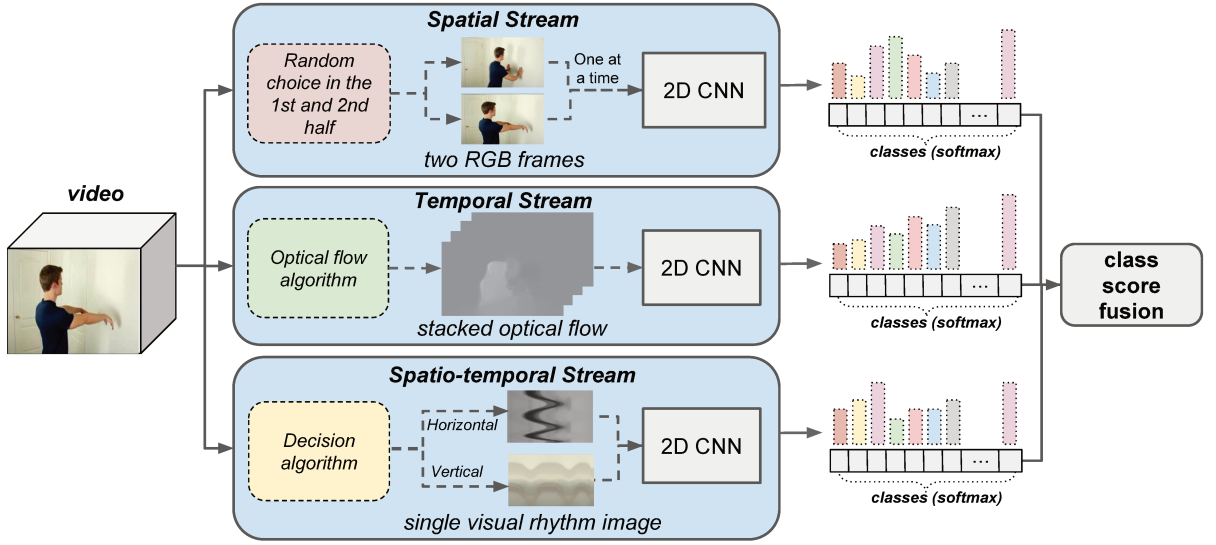 video
Spatial Stream
Random
choice in the
1st and 2nd
half
One at
a time
2D CNN
two RGB frames
...
classes (softmax)
Temporal Stream
Optical flow
algorithm
2D CNN
stacked optical flow
...
classes (softmax)
Spatio-temporal Stream
Decision
algorithm
Horizontal
Vertical
2D CNN
single visual rhythm image
...
classes (softmax)
class
score
fusion